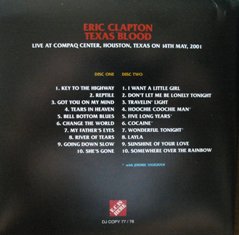 ERIC CLAPTON
TEXAS BLOOD
LIVE AT COMPAQ CENTER, HOUSTON, TEXAS ON 14TH MAY, 2001
DISC ONE
1. KEY TO THE HIGHWAY
2. REPTILE
3. GOT YOU ON MY MIND
4. TEARS IN HEAVEN
5. BELL BOTTOM BLUES
6. CHANGE THE WORLD
7. MY FATHER'S EYES
8. RIVER OF TEARS
9. GOING DOWN SLOW
10. SHE'S GONE
DISC TWO
1. I WANT A LITTLE GIRL
2. DON'T LET ME BE LONELY TONIGHT
3. TRAVELIN' LIGHT
4. HOOCHIE COOCHIE MAN*
5. FIVE LONG YEARS*
6. COCAINE*
7. WONDERFUL TONIGHT*
8. LAYLA
9. SUNSHINE OF YOUR LOVE
10. SOMEWHERE OVER THE RAINBOW
* with JIMMIE VAUGHAN
DJ COPY 77 / 78